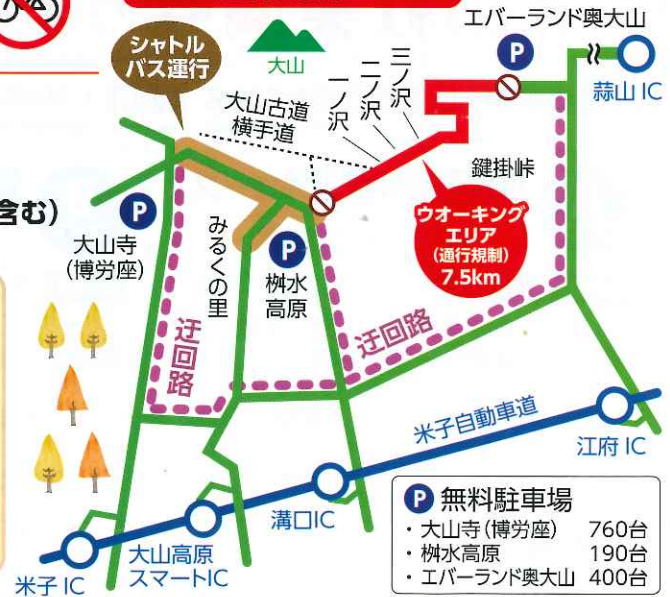 シャトル
バス運行
大山
エバーランド奥大山
P
蒜山 IC
大山古道
横手道
一ノ沢
二ノ沢
三ノ沢
鍵掛峠
含む)
P
大山寺
(博労座)
みるくの里
P
桝水
高原
ウオーキング
エリア
(通行規制)
7.5km
迂回路
迂回路
米子自動車道
江府 IC
溝口IC
大山高原
スマートIC
米子 IC
P 無料駐車場
・大山寺(博労座) 760台
・桝水高原 190台
・エバーランド奥大山 400台